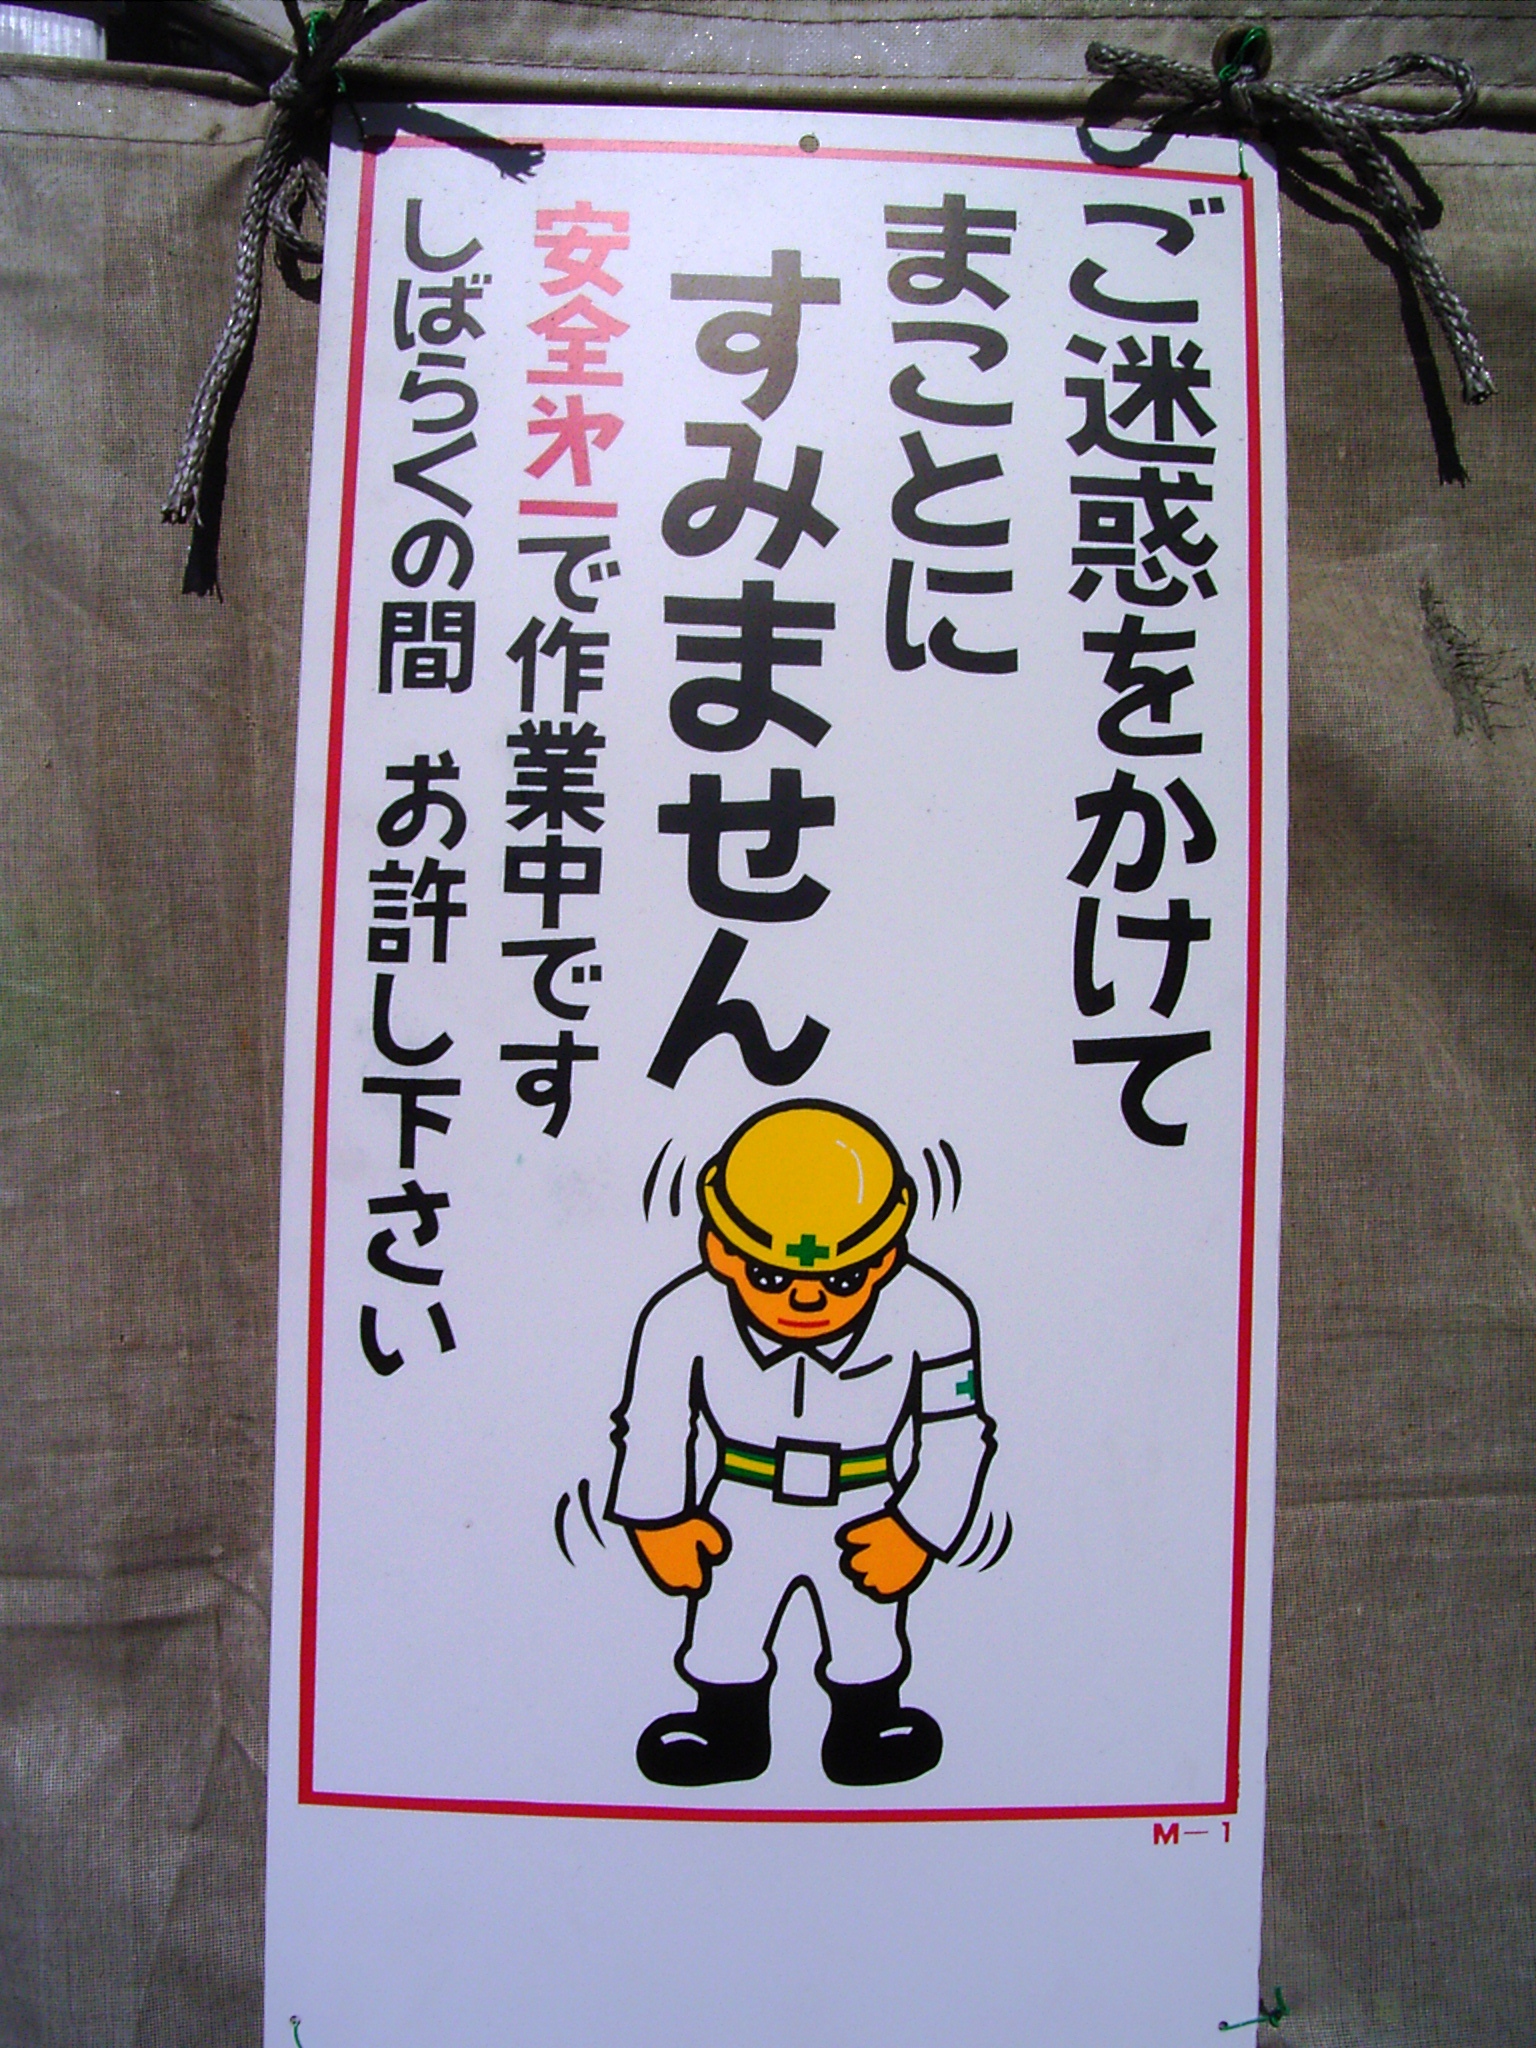 ご迷惑をかけて
まことに
すみません
安全㐧一で作業中です
しばらくの間 お許し下さい
M－1